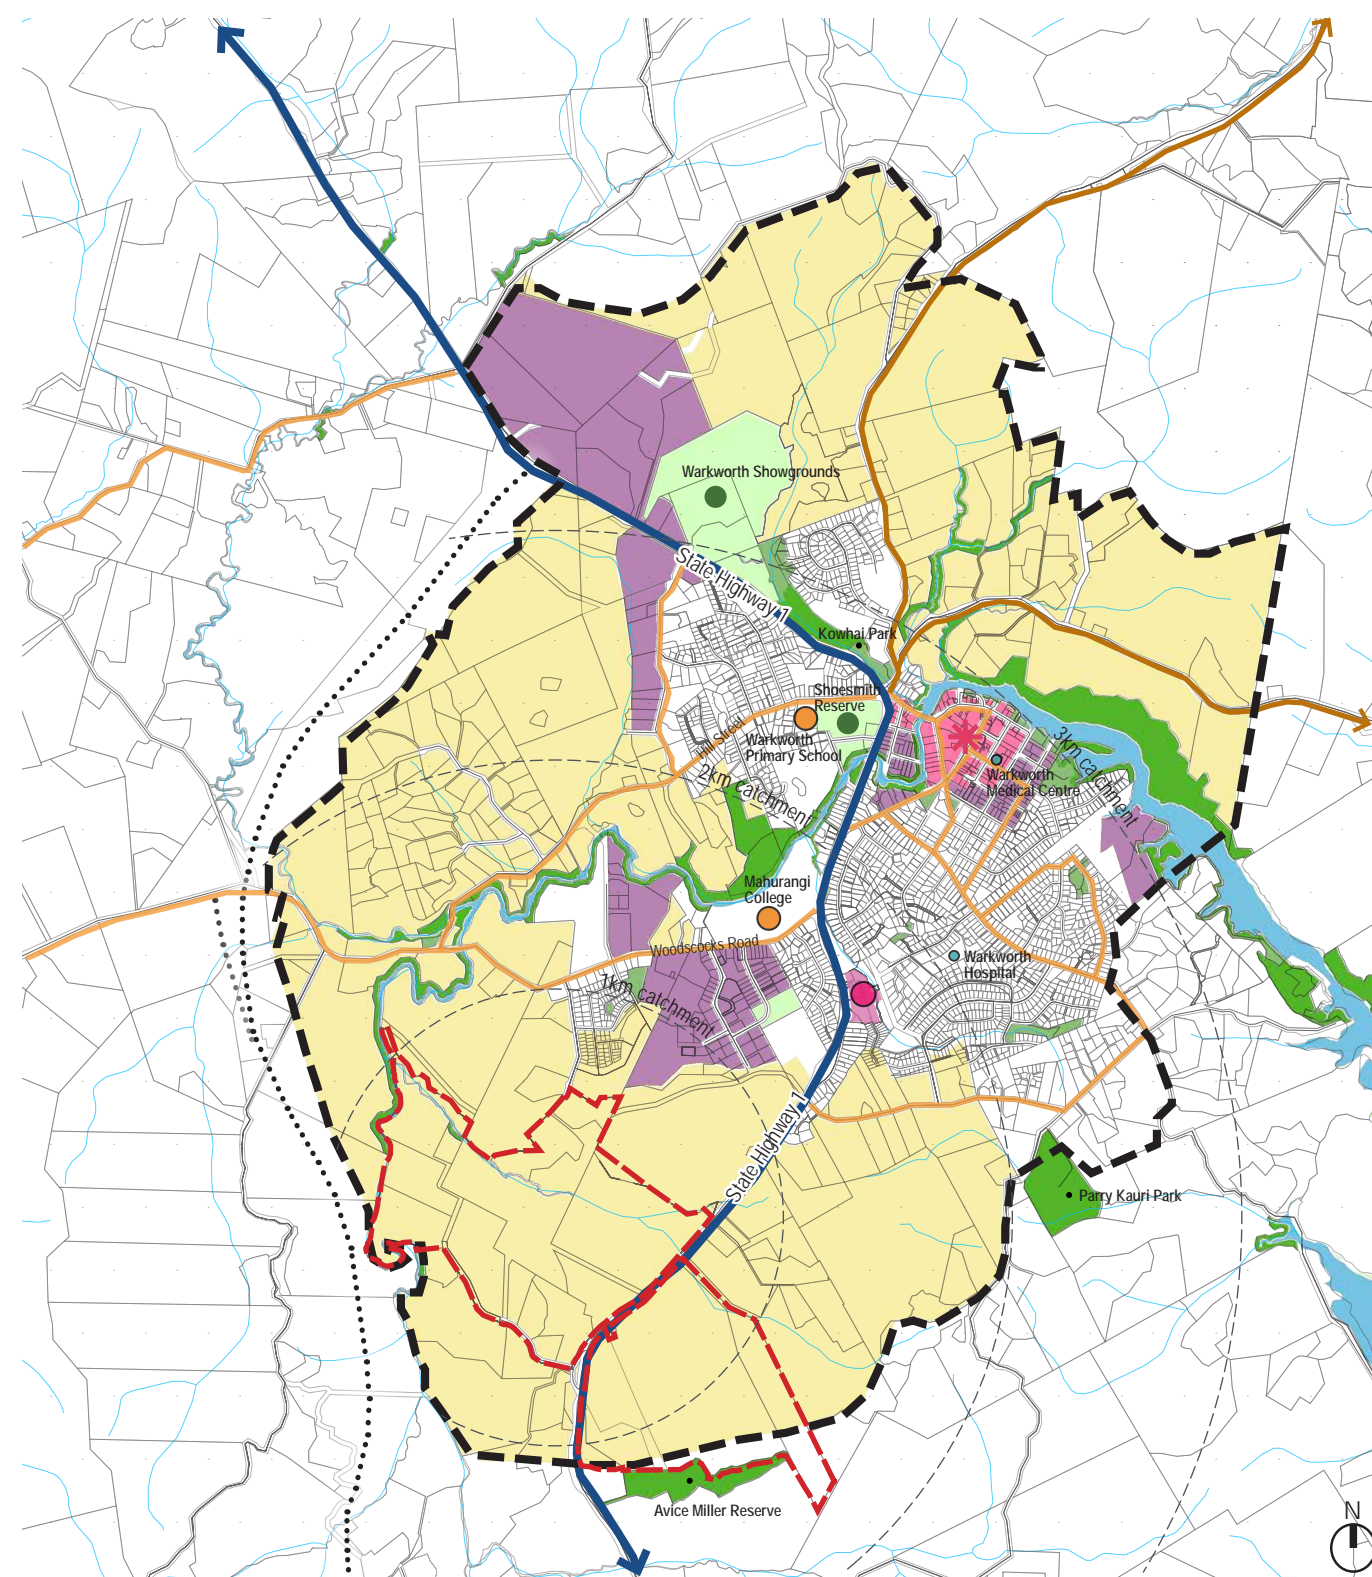 Warkworth Showgrounds
State Highway 1
Kowhai Park
Shoesmith
Reserve
Hill Street
Warkworth
Primary School
3km catchment
2km catchment
Warkworth
Medical Centre
Mahurangi
College
Woodscocks Road
Warkworth
Hospital
1km catchment
State Highway 1
Parry Kauri Park
Avice Miller Reserve
N